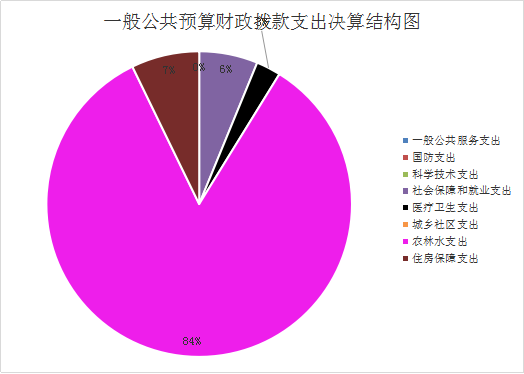 一般公共预算财政拨款支出决算结构图
3%
7%
0%
6%
84%
一般公共服务支出
国防支出
科学技术支出
社会保障和就业支出
医疗卫生支出
城乡社区支出
农林水支出
住房保障支出